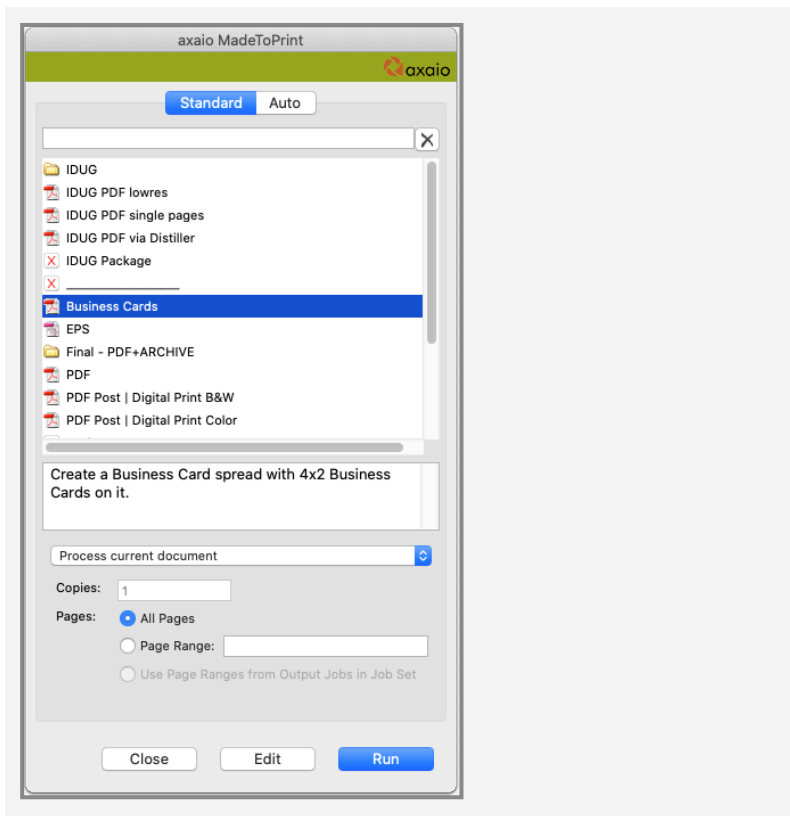 axaio MadeToPrint
axaio
Standard Auto
IDUG
IDUG PDF lowres
IDUG PDF single pages
IDUG PDF via Distiller
IDUG Package
__________________
Business Cards
EPS
Final - PDF+ARCHIVE
PDF
PDF Post | Digital Print B&W
PDF Post | Digital Print Color
Create a Business Card spread with 4x2 Business
Cards on it.
Process current document
Copies: 1
Pages: All Pages
Page Range:
Use Page Ranges from Output Jobs in Job Set
Close Edit Run